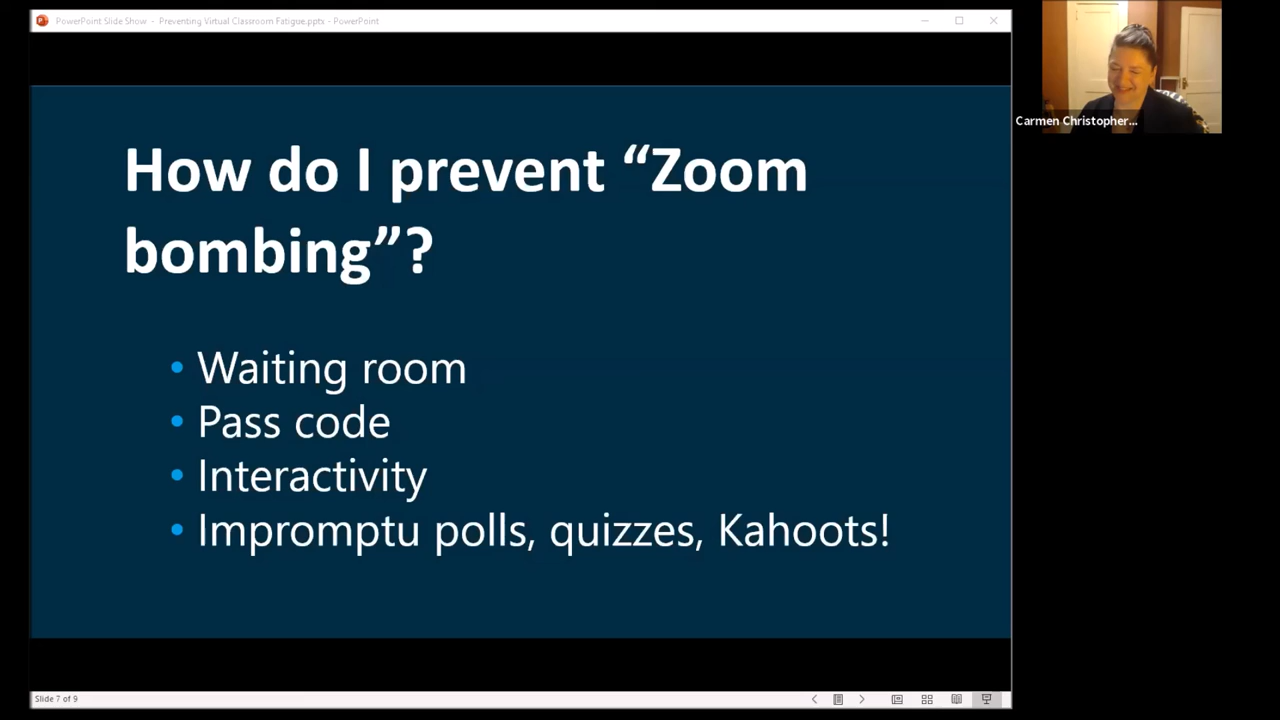 PowerPoint Slide Show - Preventing Virtual Classroom Fatigue.pptx - PowerPoint
Carmen Christopher...
How do I prevent “Zoom
bombing”?
• Waiting room
• Pass code
• Interactivity
• Impromptu polls, quizzes, Kahoots!
Slide 7 of 9